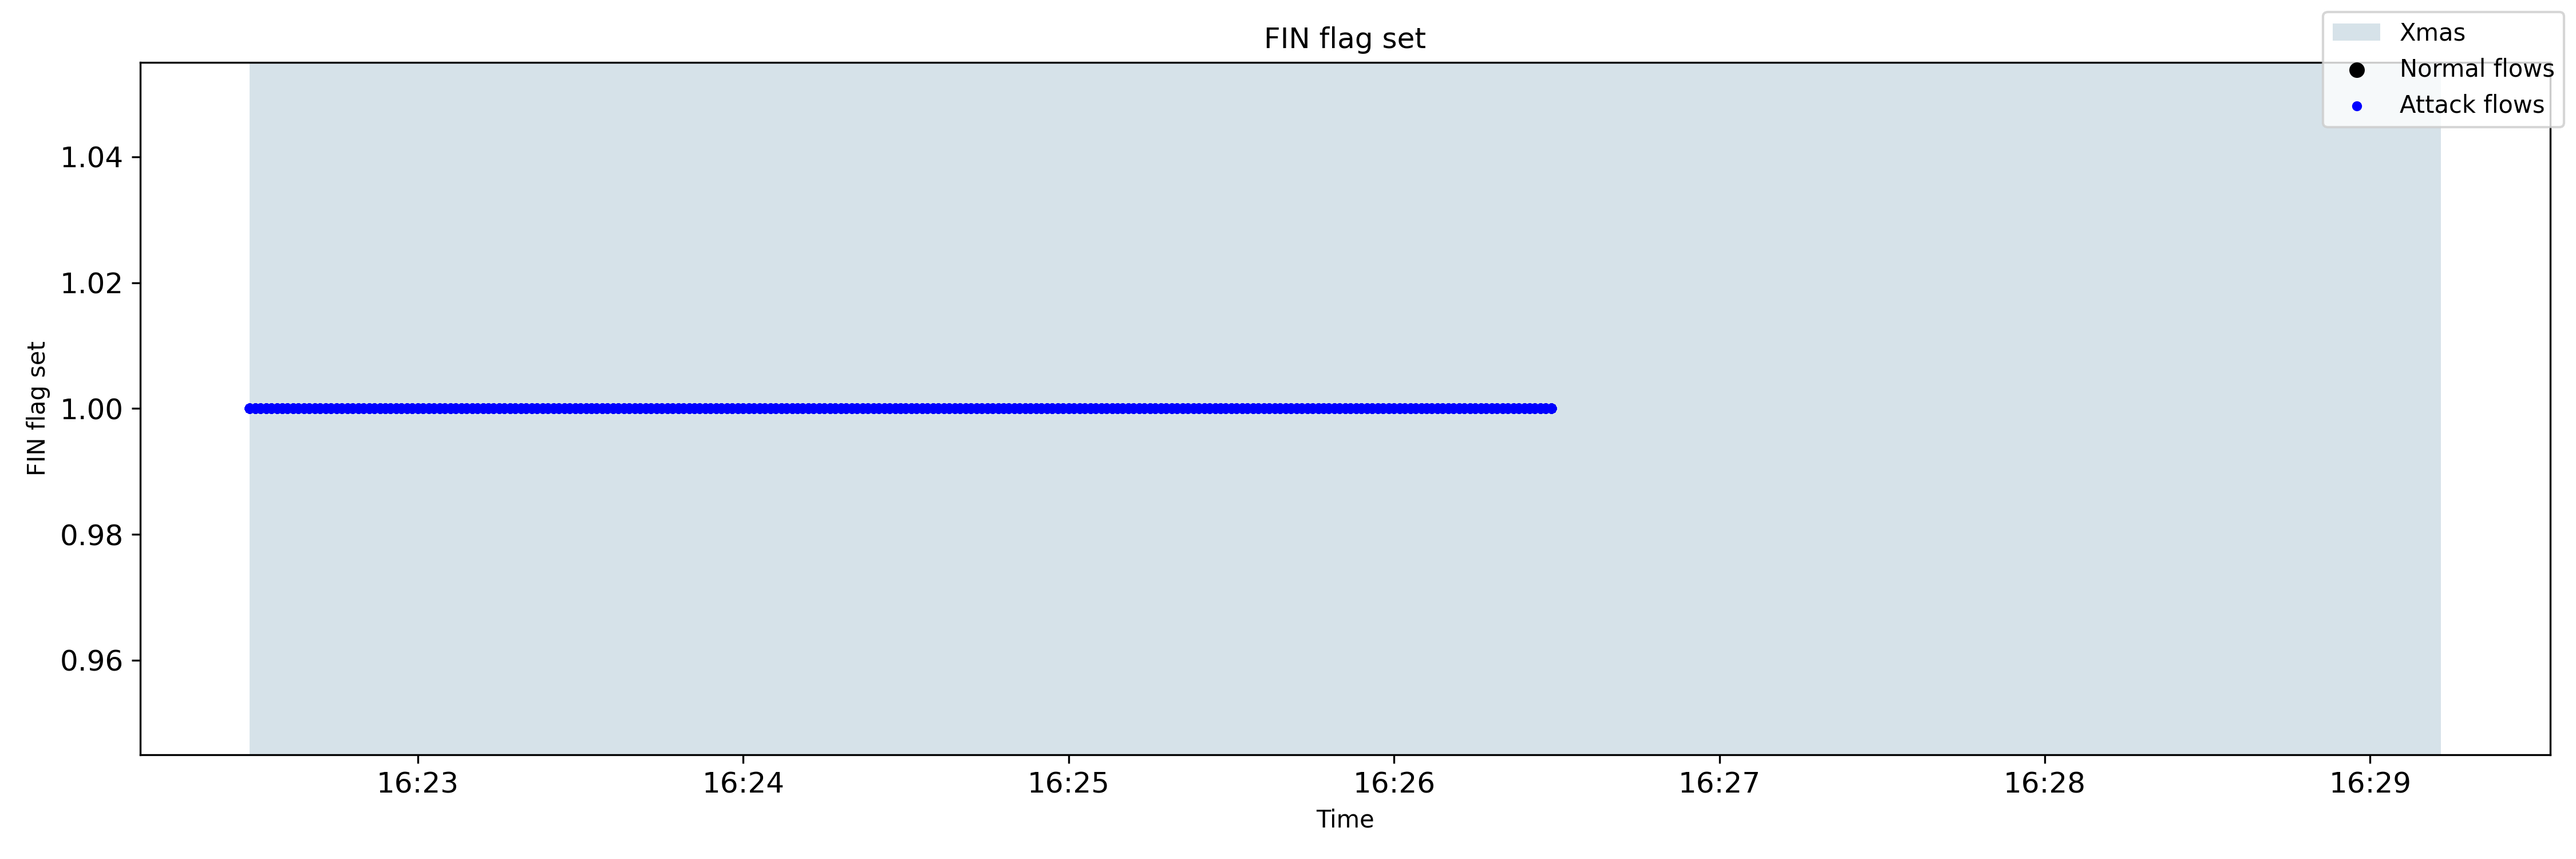 FIN flag set
Xmas
Normal flows
Attack flows
FIN flag set
1.04
1.02
1.00
0.98
0.96
16:23 16:24 16:25 16:26 16:27 16:28 16:29
Time